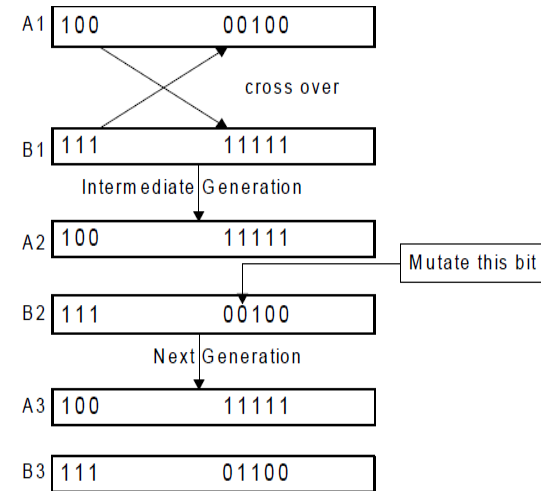 A1 100 00100
cross over
B1 111 11111
Intermediate Generation
A2 100 11111
Mutate this bit
B2 111 00100
Next Generation
A3 100 11111
B3 111 01100